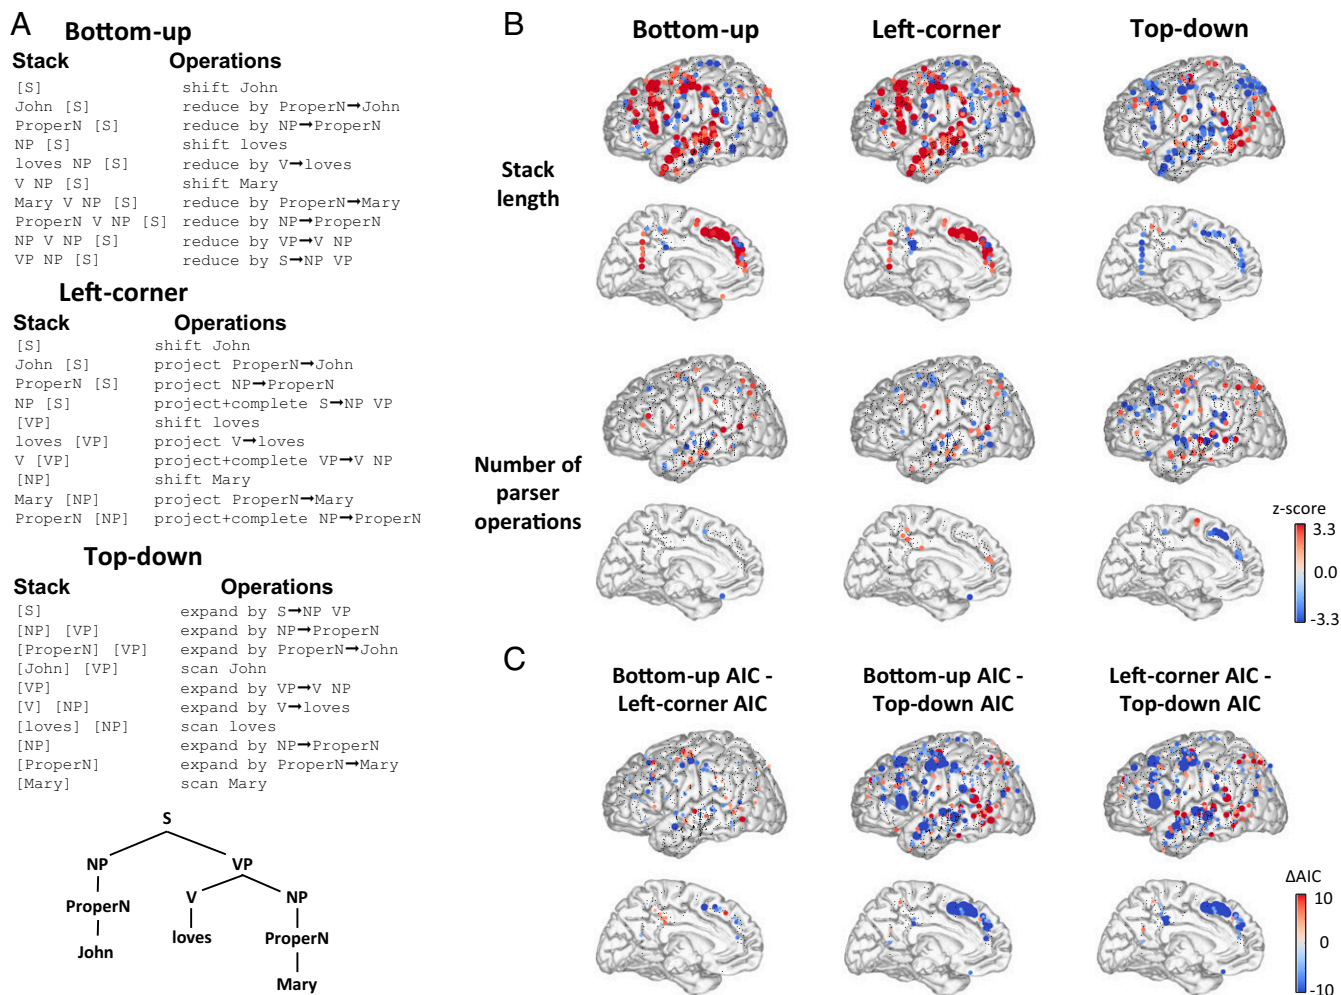 A
Bottom-up
Stack Operations
[S] shift John
John [S] reduce by ProperN→John
ProperN [S] reduce by NP→ProperN
NP [S] shift loves
loves NP [S] reduce by V→loves
V NP [S] shift Mary
Mary V NP [S] reduce by ProperN→Mary
ProperN V NP [S] reduce by NP→ProperN
NP V NP [S] reduce by VP→V NP
VP NP [S] reduce by S→NP VP
Left-corner
Stack Operations
[S] shift John
John [S] project ProperN→John
ProperN [S] project NP→ProperN
NP [S] project+complete S→NP VP
[VP] shift loves
loves [VP] project V→loves
V [VP] project+complete VP→V NP
[NP] shift Mary
Mary [NP] project ProperN→Mary
ProperN [NP] project+complete NP→ProperN
Top-down
Stack Operations
[S] expand by S→NP VP
[NP] [VP] expand by NP→ProperN
[ProperN] [VP] expand by ProperN→John
[John] [VP] scan John
[VP] expand by VP→V NP
[V] [NP] expand by V→loves
[loves] [NP] scan loves
[NP] expand by NP→ProperN
[ProperN] expand by ProperN→Mary
[Mary] scan Mary
S
NP VP
V NP
ProperN
loves ProperN
John
Mary
B
Bottom-up Left-corner Top-down
Stack
length
Number of
parser
operations
z-score
3.3
0.0
-3.3
C
Bottom-up AIC -
Left-corner AIC
Bottom-up AIC -
Top-down AIC
Left-corner AIC -
Top-down AIC
ΔAIC
10
0
-10